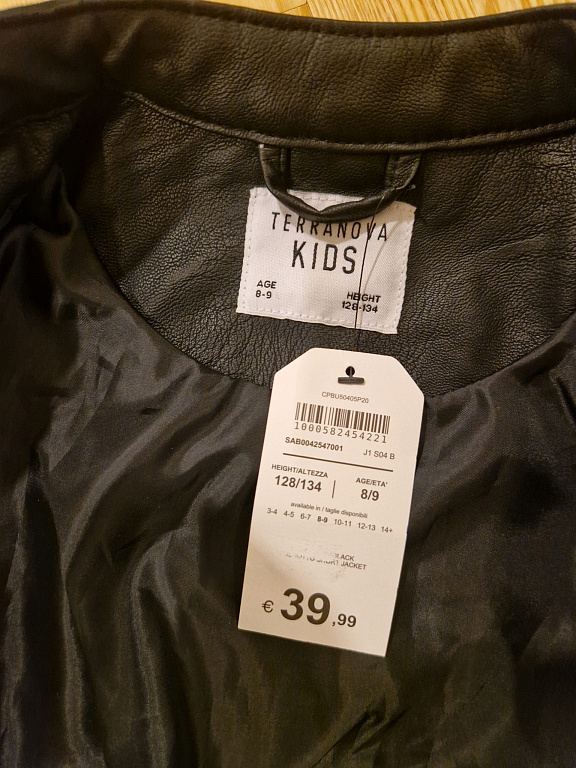 TERRANOVA
KIDS
AGE
8-9
HEIGHT
128-134
CPBU50405P20
1000582454221
SAB0042547001 J1 S04 B
HEIGHT/ALTEZZA AGE/ETA'
128/134 8/9
available in / taglie disponibili
3-4 4-5 6-7 8-9 10-11 12-13 14+
JACKET
€ 39,99